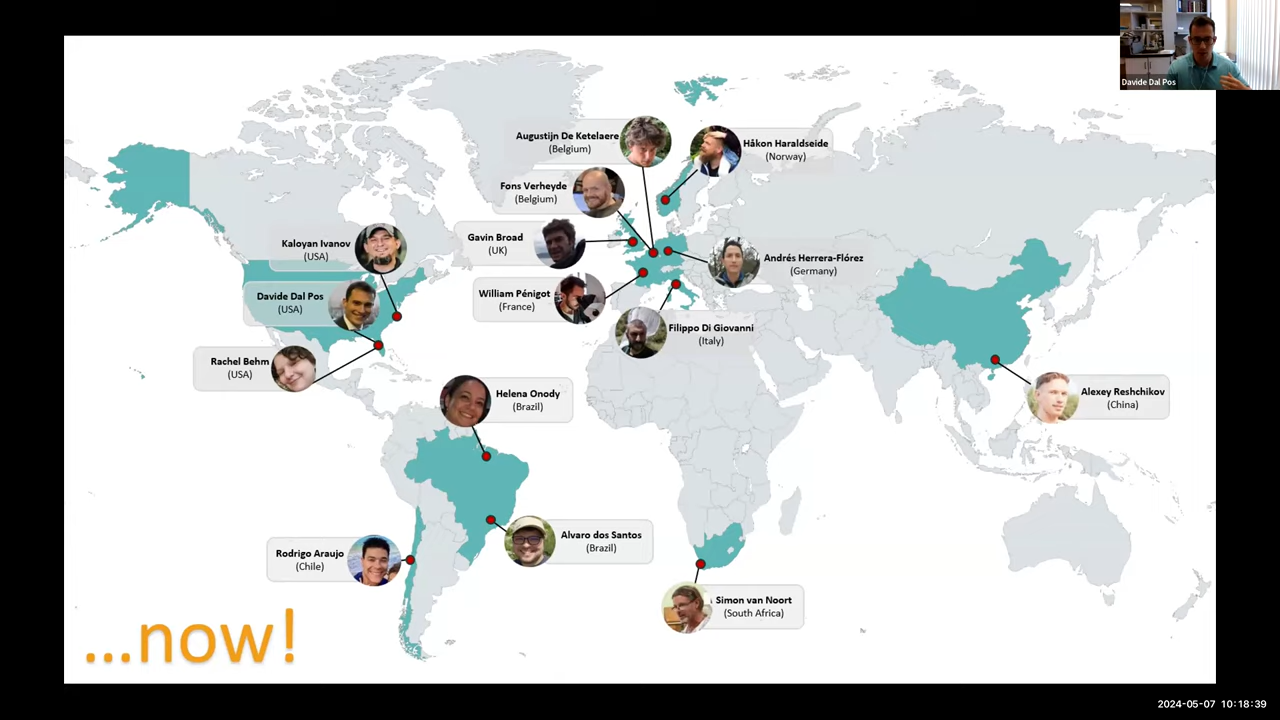 Davide Dal Pos
Augustijn De Ketelaere
(Belgium)
Håkon Haraldseide
(Norway)
Fons Verheyde
(Belgium)
Gavin Broad
(UK)
Kaloyan Ivanov
(USA)
Andrés Herrera-Flórez
(Germany)
William Pénigot
(France)
Davide Dal Pos
(USA)
Filippo Di Giovanni
(Italy)
Rachel Behm
(USA)
Helena Onody
(Brazil)
Alexey Reshchikov
(China)
Alvaro dos Santos
(Brazil)
Rodrigo Araujo
(Chile)
Simon van Noort
(South Africa)
...now!
2024-05-07 10:18:39